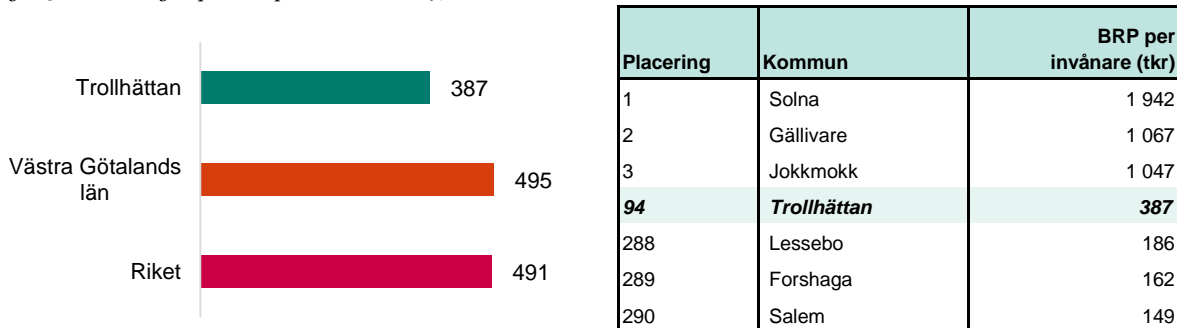 Trollhättan
387
Västra Götalands
län
495
Riket
491
Placering Kommun BRP per
invånare (tkr)
1 Solna 1 942
2 Gällivare 1 067
3 Jokkmokk 1 047
94 Trollhättan 387
288 Lessebo 186
289 Forshaga 162
290 Salem 149